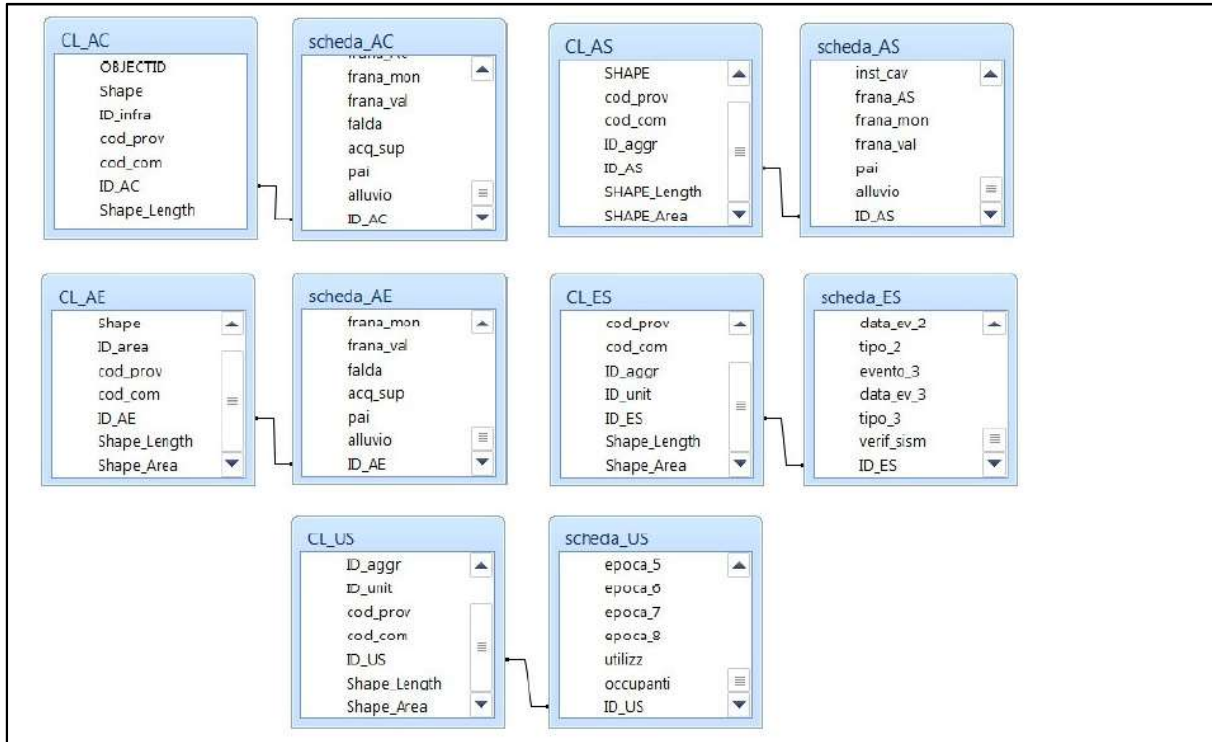 CL_AC
OBJECTID
Shape
ID_infra
cod_prov
cod_com
ID_AC
Shape_Length
scheda_AC
frana_AC
frana_mon
frana_val
falda
acq_sup
pai
alluvio
ID_AC
CL_AS
SHAPE
cod_prov
cod_com
ID_aggr
ID_AS
SHAPE_Length
SHAPE_Area
scheda_AS
inst_cav
frana_AS
frana_mon
frana_val
pai
alluvio
ID_AS
CL_AE
Shape
ID_area
cod_prov
cod_com
ID_AE
Shape_Length
Shape_Area
scheda_AE
frana_mon
frana_val
falda
acq_sup
pai
alluvio
ID_AE
CL_ES
cod_prov
cod_com
ID_aggr
ID_unit
ID_ES
Shape_Length
Shape_Area
scheda_ES
data_ev_2
tipo_2
evento_3
data_ev_3
tipo_3
verif_sism
ID_ES
CL_US
ID_aggr
ID_unit
cod_prov
cod_com
ID_US
Shape_Length
Shape_Area
scheda_US
epoca_5
epoca_6
epoca_7
epoca_8
utilizz
occupanti
ID_US